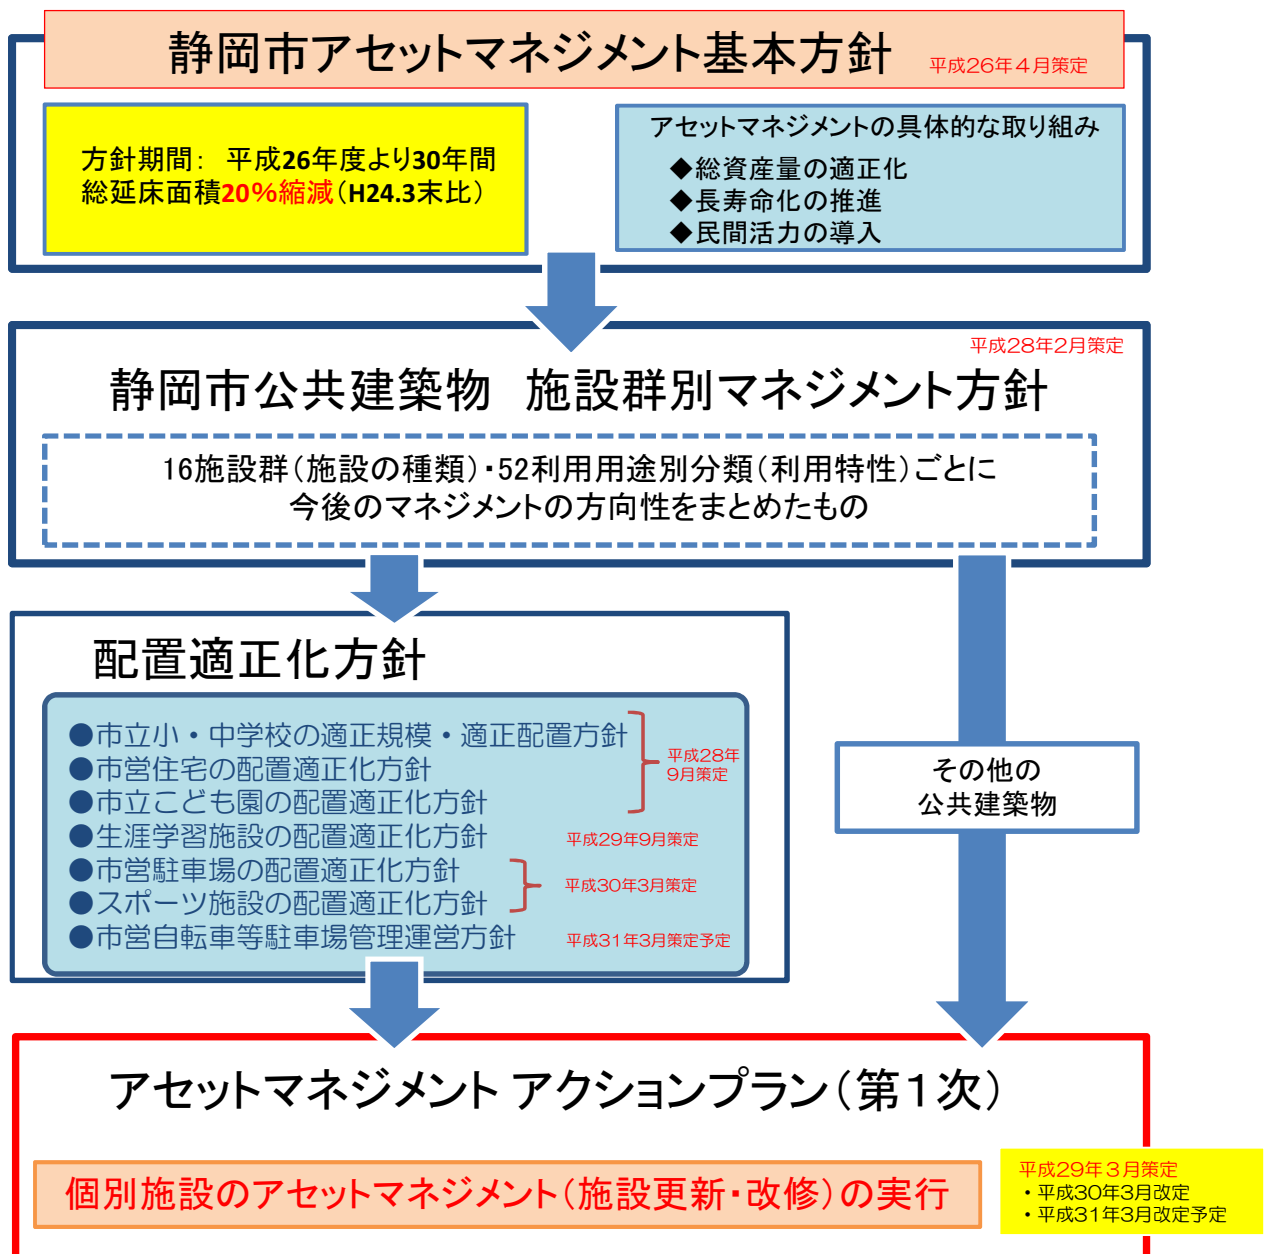 静岡市アセットマネジメント基本方針 平成26年4月策定
方針期間： 平成26年度より30年間
総延床面積20％縮減（H24.3末比）
アセットマネジメントの具体的な取り組み
◆総資産量の適正化
◆長寿命化の推進
◆民間活力の導入
平成28年2月策定
静岡市公共建築物　施設群別マネジメント方針
16施設群（施設の種類）・52利用用途別分類（利用特性）ごとに
今後のマネジメントの方向性をまとめたもの
配置適正化方針
●市立小・中学校の適正規模・適正配置方針
●市営住宅の配置適正化方針
●市立こども園の配置適正化方針
平成28年
9月策定
●生涯学習施設の配置適正化方針 平成29年9月策定
●市営駐車場の配置適正化方針
●スポーツ施設の配置適正化方針
平成30年3月策定
●市営自転車等駐車場管理運営方針 平成31年3月策定予定
その他の
公共建築物
アセットマネジメント アクションプラン（第１次）
個別施設のアセットマネジメント（施設更新・改修）の実行
平成29年３月策定
・平成30年3月改定
・平成31年3月改定予定